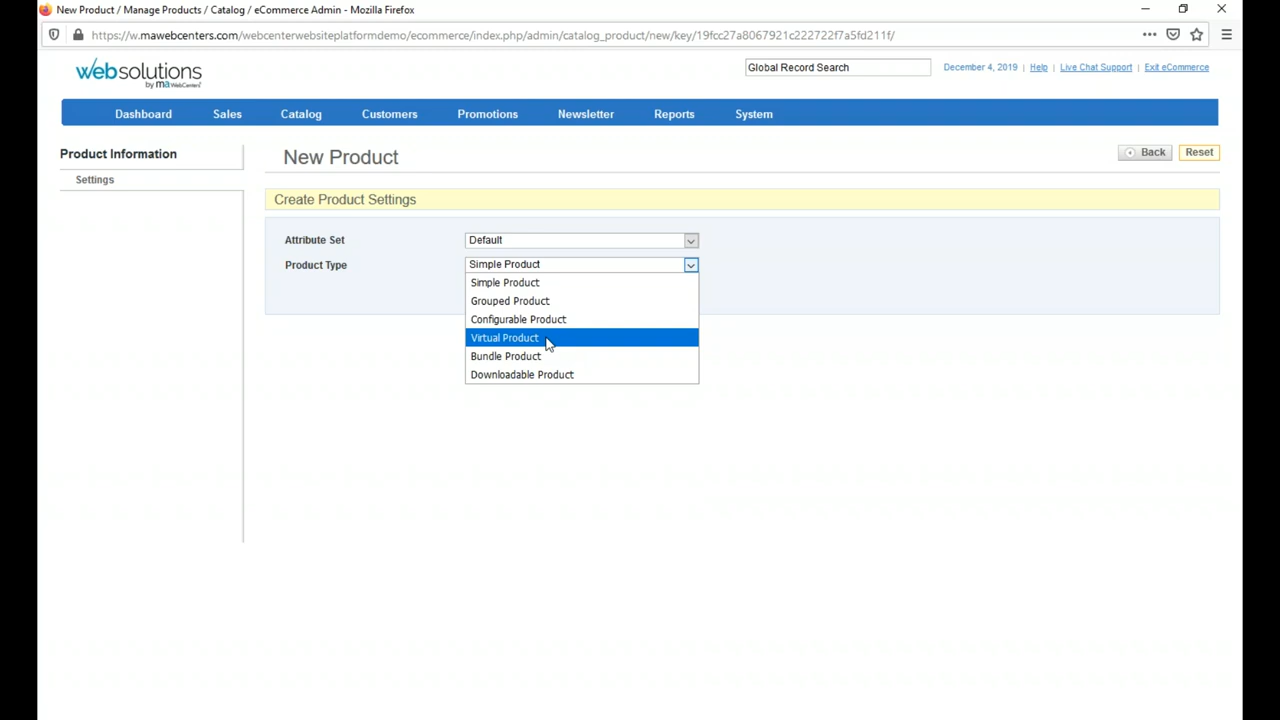 New Product / Manage Products / Catalog / eCommerce Admin - Mozilla Firefox
https://w.mawebcenters.com/webcenterwebsiteplatformdemo/ecommerce/index.php/admin/catalog_product/new/key/19fcc27a8067921c222722f7a5fd211f/
websolutions
by maWebCenters
Global Record Search
December 4, 2019 | Help | Live Chat Support | Exit eCommerce
Dashboard Sales Catalog Customers Promotions Newsletter Reports System
Product Information
Settings
New Product
Back Reset
Create Product Settings
Attribute Set Default
Product Type Simple Product
Simple Product
Grouped Product
Configurable Product
Virtual Product
Bundle Product
Downloadable Product